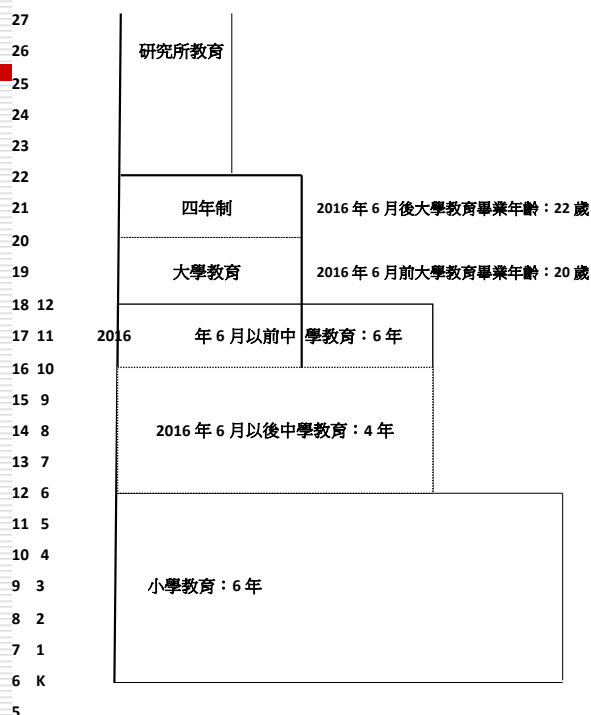 27
26 研究所教育
25
24
23
22
21 四年制 2016 年 6 月後大學教育畢業年齡：22 歲
20
19 大學教育 2016 年 6 月前大學教育畢業年齡：20 歲
18 12
17 11 2016 年 6 月以前中 學教育：6 年
16 10
15 9
14 8 2016 年 6 月以後中學教育：4 年
13 7
12 6
11 5
10 4
9 3 小學教育：6 年
8 2
7 1
6 K
5